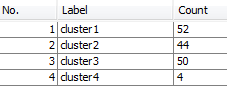 No. Label Count
1 cluster1 52
2 cluster2 44
3 cluster3 50
4 cluster4 4